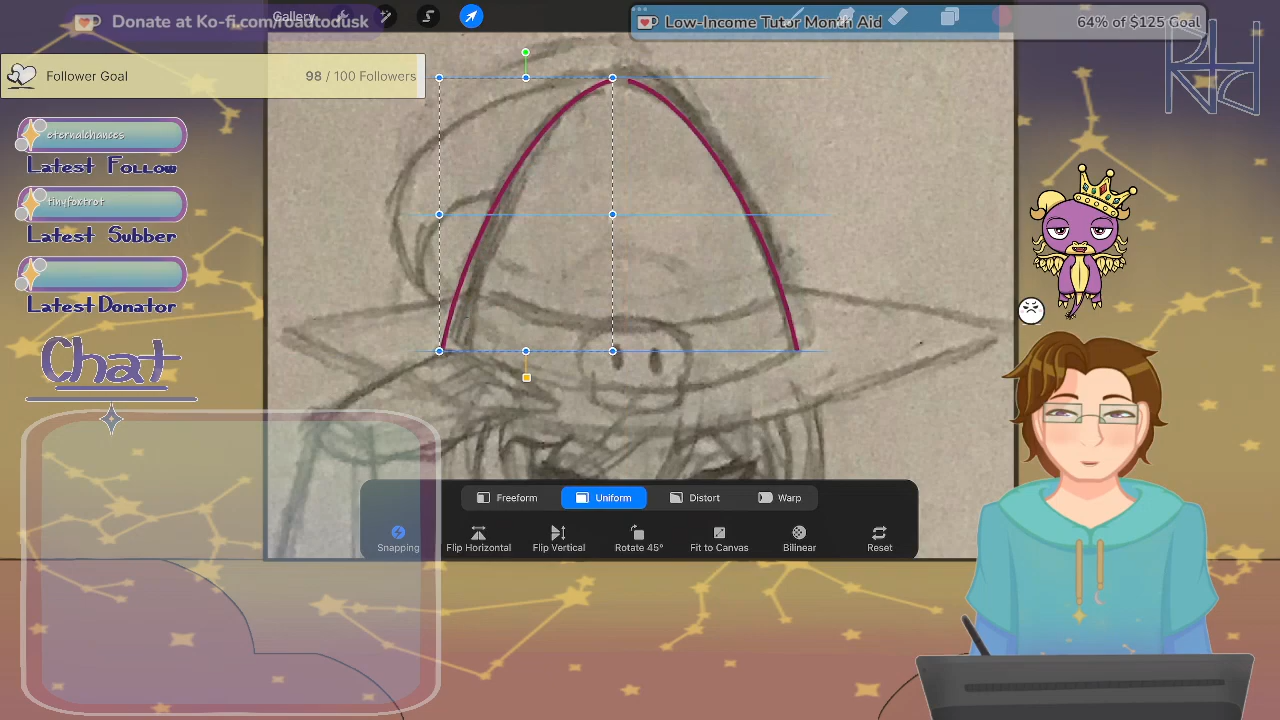 Donate at Ko-fi.com/roadtodusk
Gallery
Low-Income Tutor Month Aid
64% of $125 Goal
Follower Goal
98 / 100 Followers
eternalchances
Latest Follow
tinyfoxtrot
Latest Subber
Latest Donator
Chat
Freeform
Uniform
Distort
Warp
Snapping
Flip Horizontal
Flip Vertical
Rotate 45°
Fit to Canvas
Bilinear
Reset